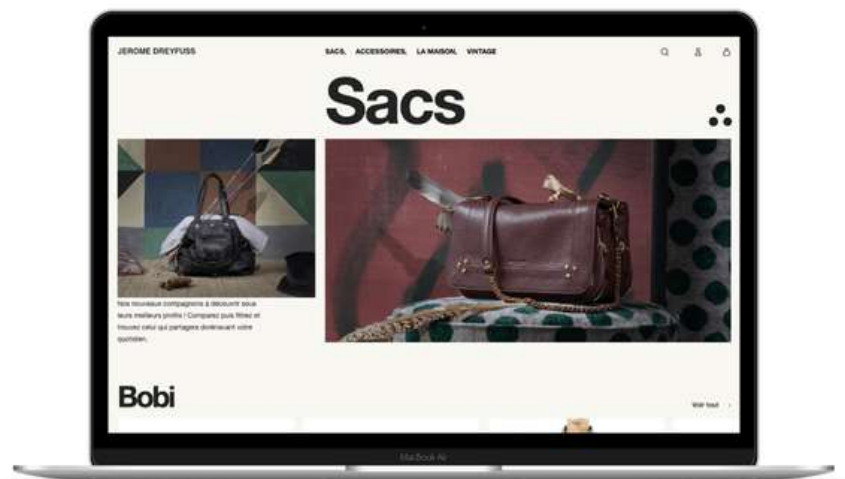 JEROME DREYFUSS
SACS, ACCESSOIRES, LA MAISON, VINTAGE
Sacs
Nos nouveaux compagnons à découvrir sous
leurs meilleurs profils ! Comparez puis filtrez et
trouvez celui qui partagera dorénavant votre
quotidien.
Bobi
Voir tout
MacBook Air